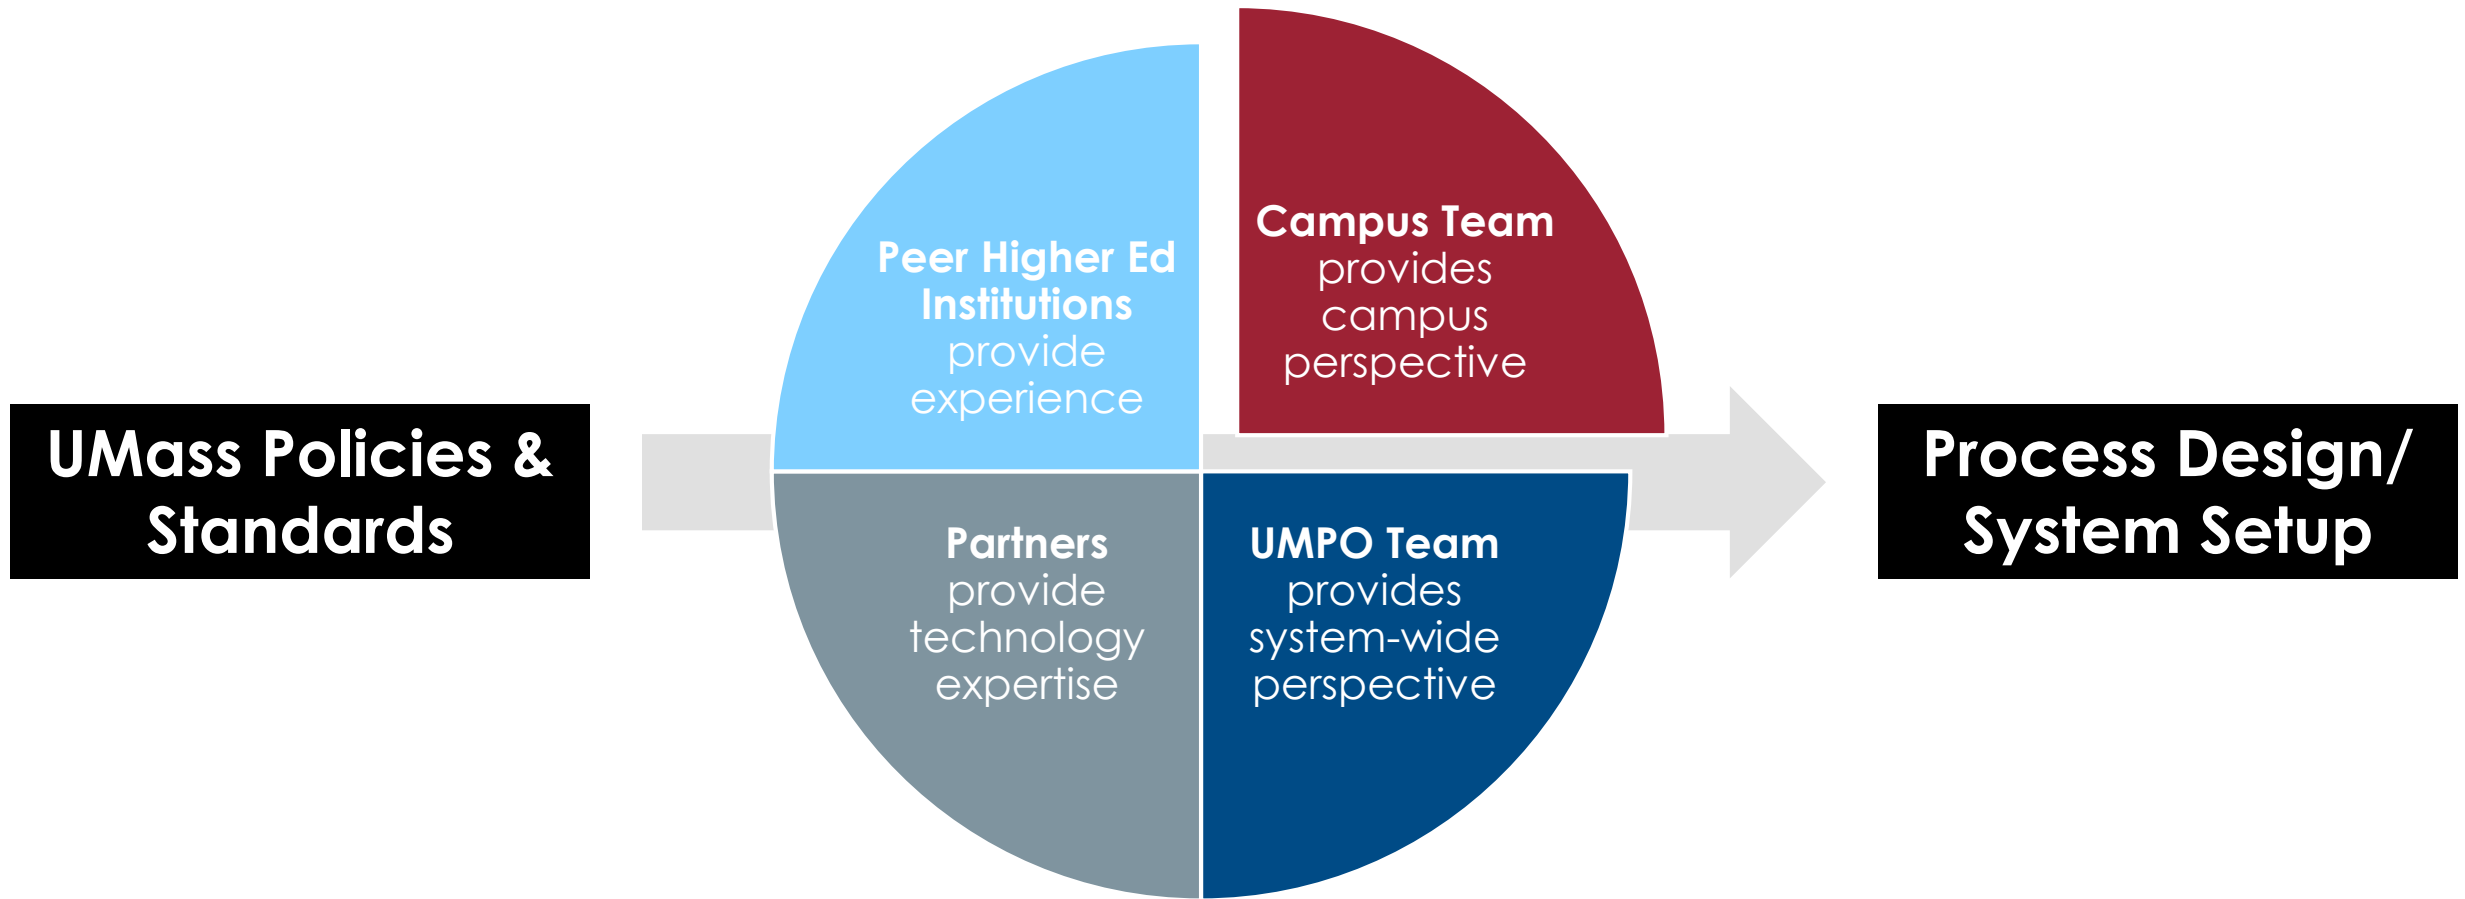 UMass Policies &
Standards
Peer Higher Ed
Institutions
provide
experience
Campus Team
provides
campus
perspective
Partners
provide
technology
expertise
UMPO Team
provides
system-wide
perspective
Process Design/
System Setup